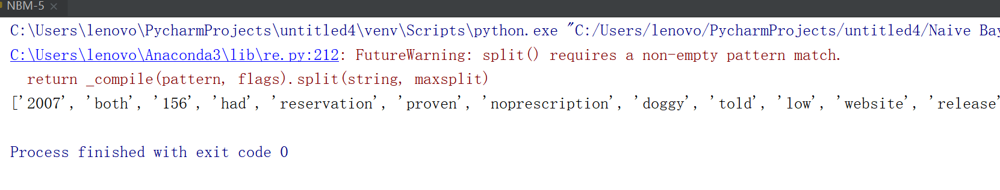 NBM-5
C:\Users\lenovo\PycharmProjects\untitled4\venv\Scripts\python.exe "C:/Users/lenovo/PycharmProjects/untitled4/Naive Bay
C:\Users\lenovo\Anaconda3\lib\re.py:212: FutureWarning: split() requires a non-empty pattern match.
return _compile(pattern, flags).split(string, maxsplit)
['2007', 'both', '156', 'had', 'reservation', 'proven', 'noprescription', 'doggy', 'told', 'low', 'website', 'release'
Process finished with exit code 0